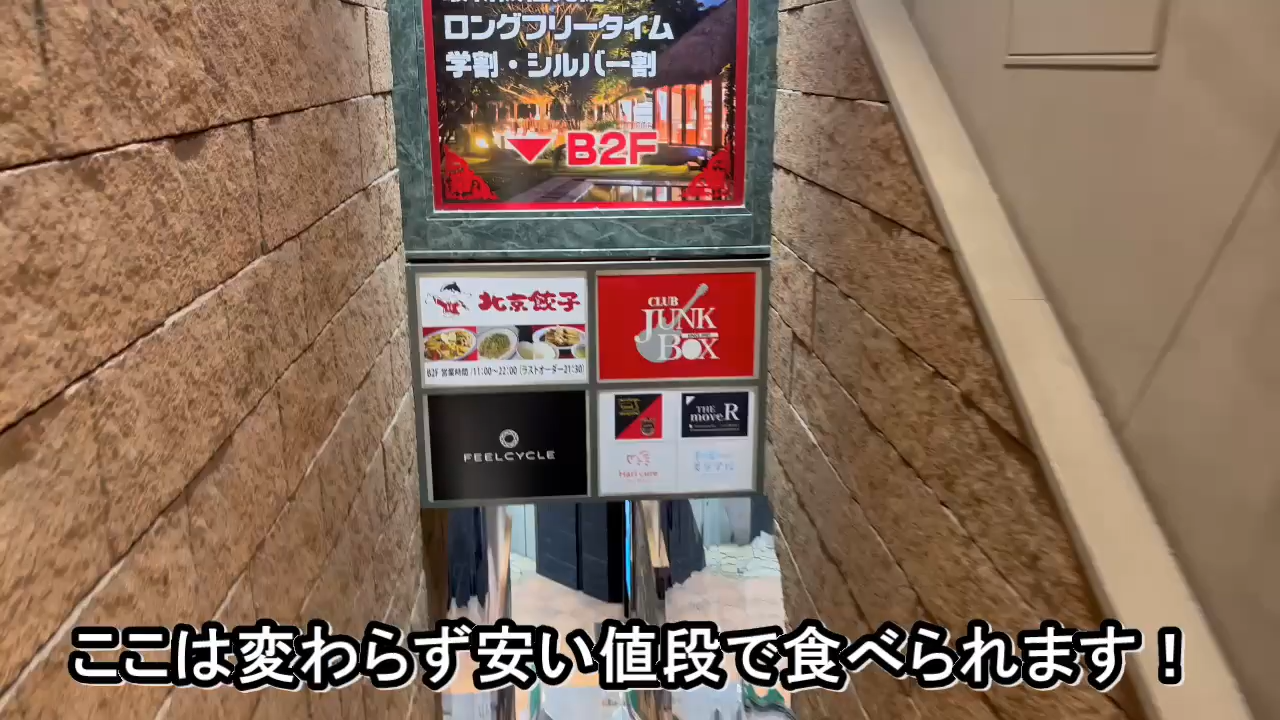 ロングフリータイム
学割・シルバー割
B2F
北京餃子
B2F 営業時間/11:00~22:00 (ラストオーダー21:30)
CLUB
JUNK
BOX
FEELCYCLE
THE
moveR
ここは変わらず安い値段で食べられます!